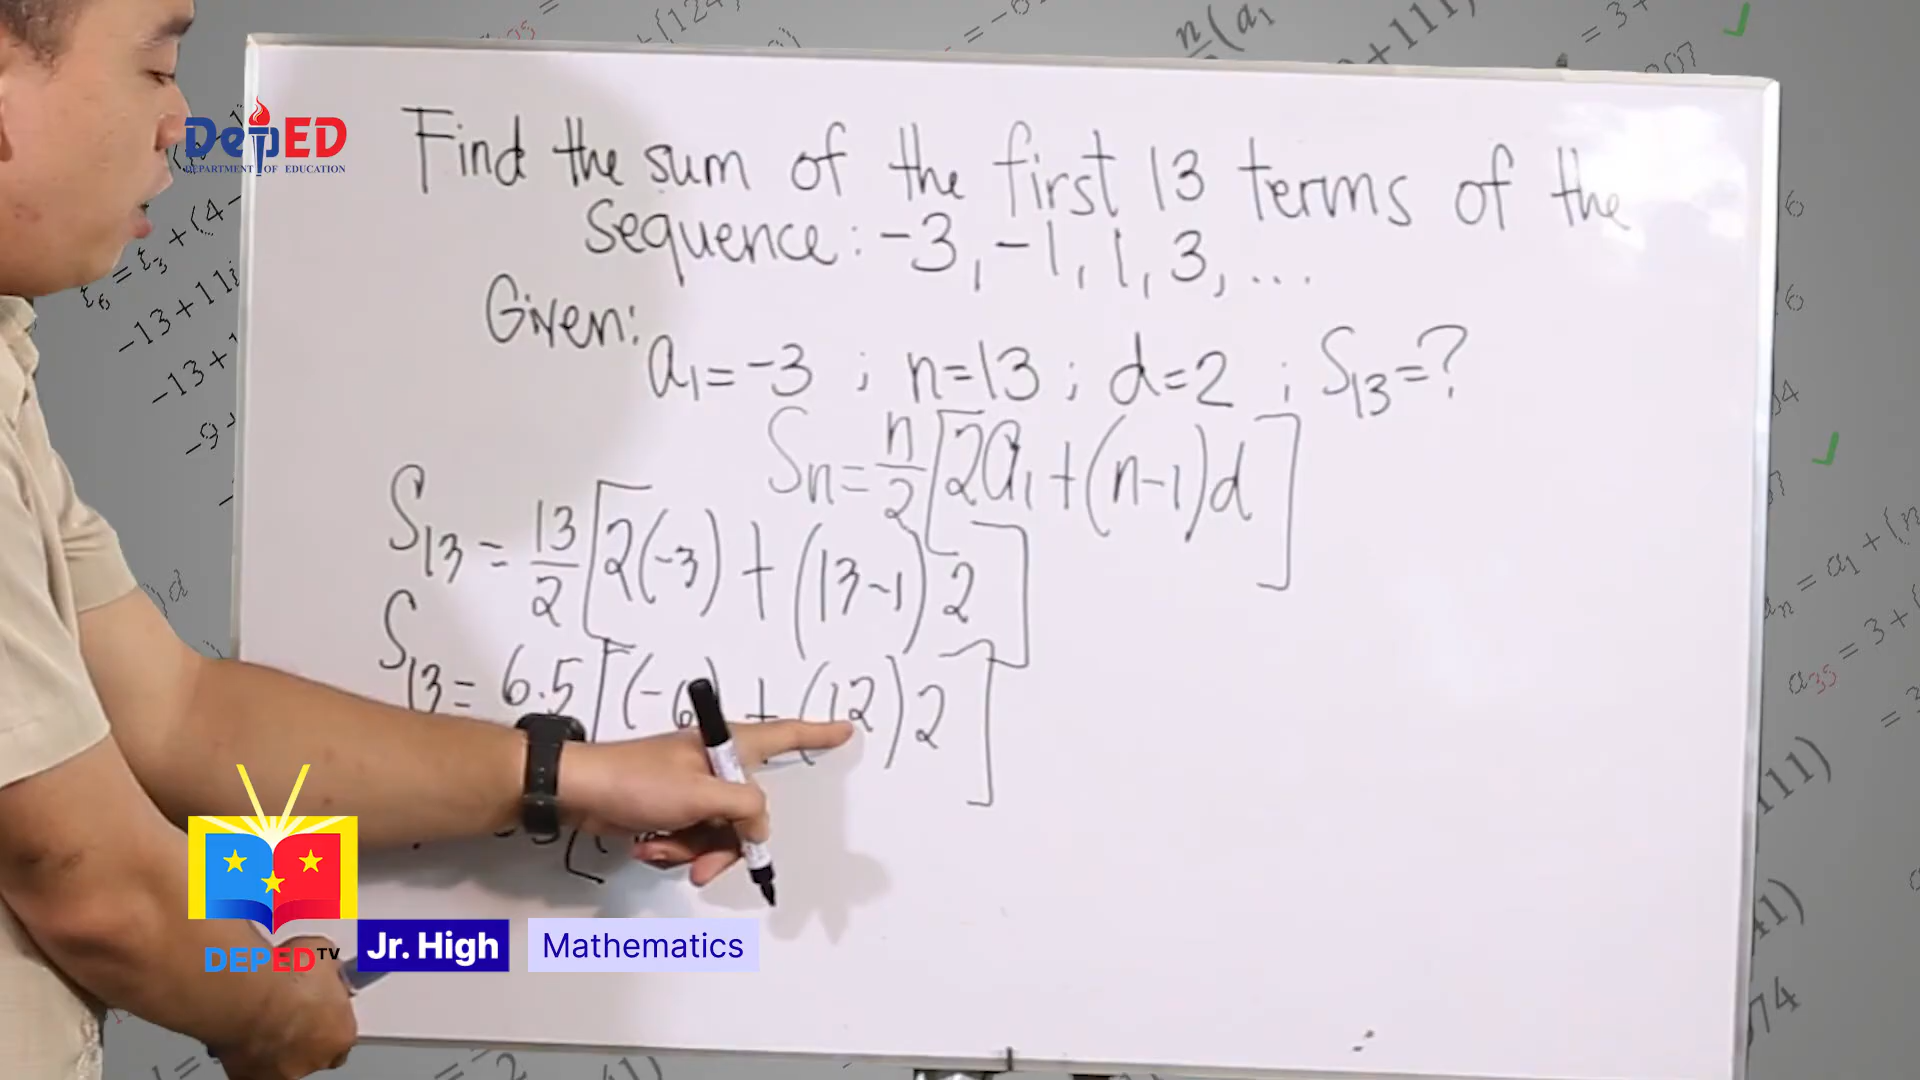 DepED
DEPARTMENT OF EDUCATION
Find the sum of the first 13 terms of the
sequence: -3, -1, 1, 3, ...
Given:
a₁ = -3 ; n=13 ; d=2 ; S₁₃=?
Sₙ = n/2 [2a₁ + (n-1)d]
S₁₃ = 13/2 [2(-3) + (13-1)2]
S₁₃ = 6.5 [(-6) + (12)2]
DEPED TV
Jr. High
Mathematics